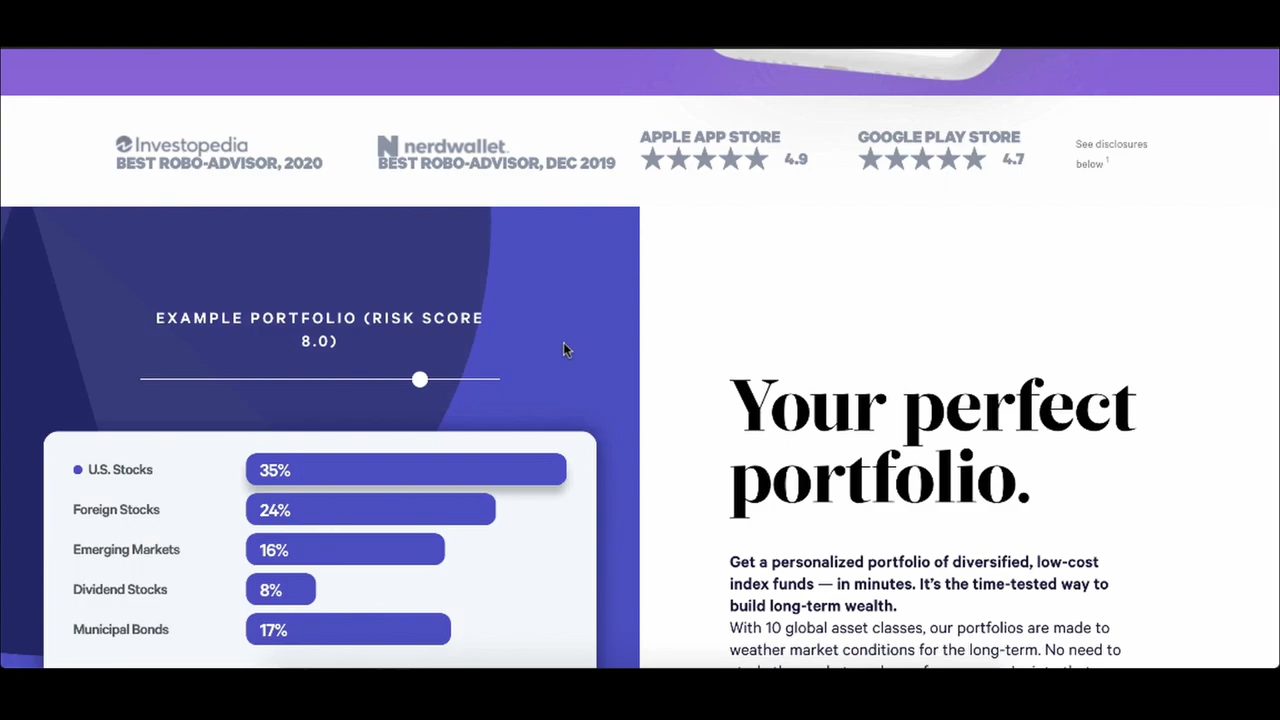 Investopedia
BEST ROBO-ADVISOR, 2020
nerdwallet
BEST ROBO-ADVISOR, DEC 2019
APPLE APP STORE
4.9
GOOGLE PLAY STORE
4.7
See disclosures
below 1
EXAMPLE PORTFOLIO (RISK SCORE
8.0)
U.S. Stocks 35%
Foreign Stocks 24%
Emerging Markets 16%
Dividend Stocks 8%
Municipal Bonds 17%
Your perfect
portfolio.
Get a personalized portfolio of diversified, low-cost
index funds — in minutes. It's the time-tested way to
build long-term wealth.
With 10 global asset classes, our portfolios are made to
weather market conditions for the long-term. No need to